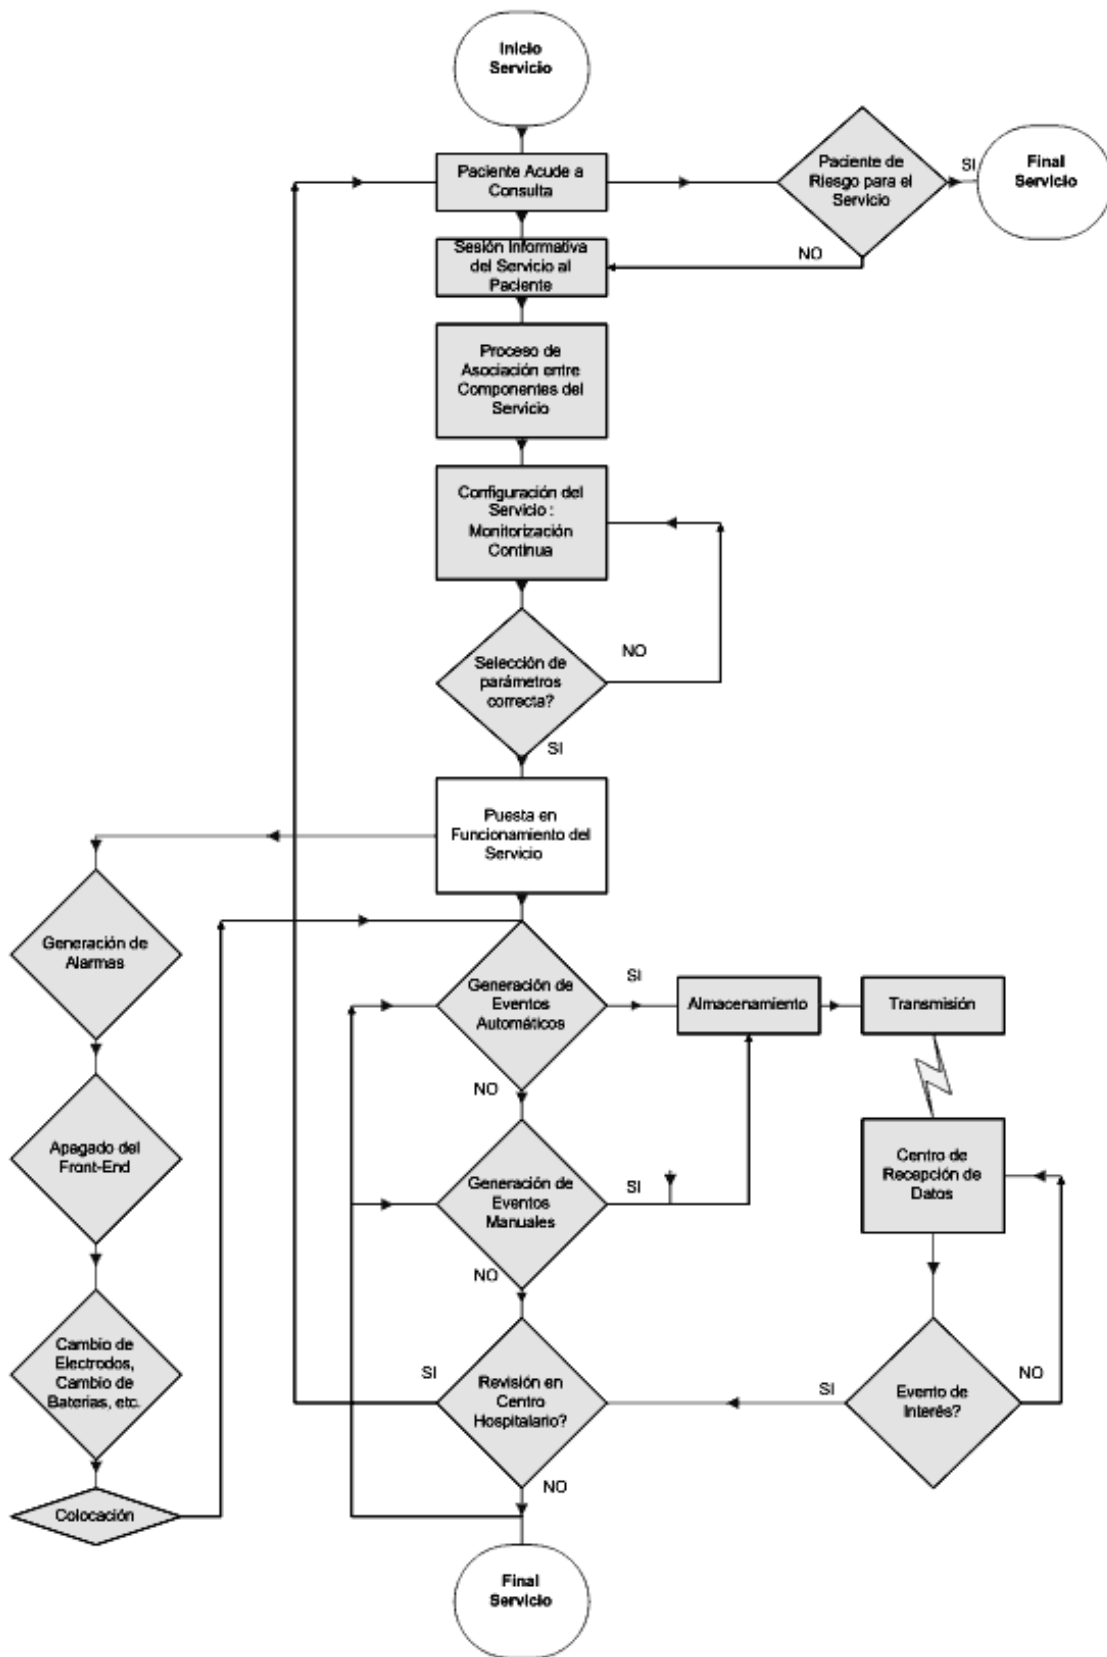 Inicio
Servicio
Paciente Acude a
Consulta
Paciente de
Riesgo para el
Servicio
SI
Final
Servicio
NO
Sesión Informativa
del Servicio al
Paciente
Proceso de
Asociación entre
Componentes del
Servicio
Configuración del
Servicio :
Monitorización
Continua
Selección de
parámetros
correcta?
NO
SI
Puesta en
Funcionamiento del
Servicio
Generación de
Alarmas
Apagado del
Front-End
Cambio de
Electrodos,
Cambio de
Baterias, etc.
Colocación
Generación de
Eventos
Automáticos
SI
Almacenamiento
Transmisión
NO
Generación de
Eventos
Manuales
SI
Centro de
Recepción de
Datos
NO
SI
Revisión en
Centro
Hospitalario?
SI
Evento de
Interés?
NO
NO
Final
Servicio